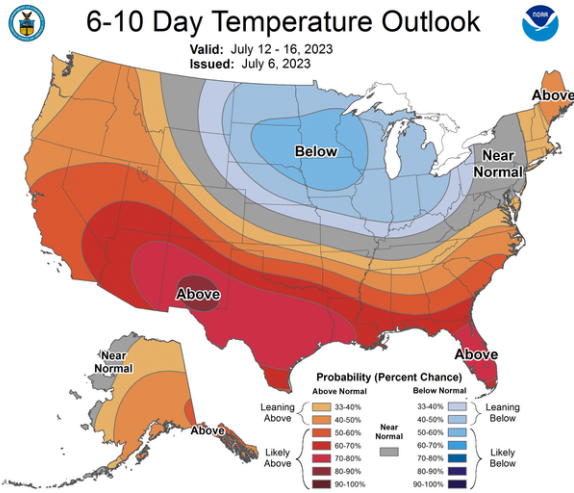 6-10 Day Temperature Outlook
Valid: July 12 - 16, 2023
Issued: July 6, 2023
NOAA
Above
Below
Near
Normal
Above
Near
Normal
Above
Above
Probability (Percent Chance)
Above Normal
Below Normal
Leaning
Above
33-40%
40-50%
50-60%
60-70%
70-80%
80-90%
90-100%
Likely
Above
Near
Normal
33-40%
40-50%
50-60%
60-70%
70-80%
80-90%
90-100%
Leaning
Below
Likely
Below